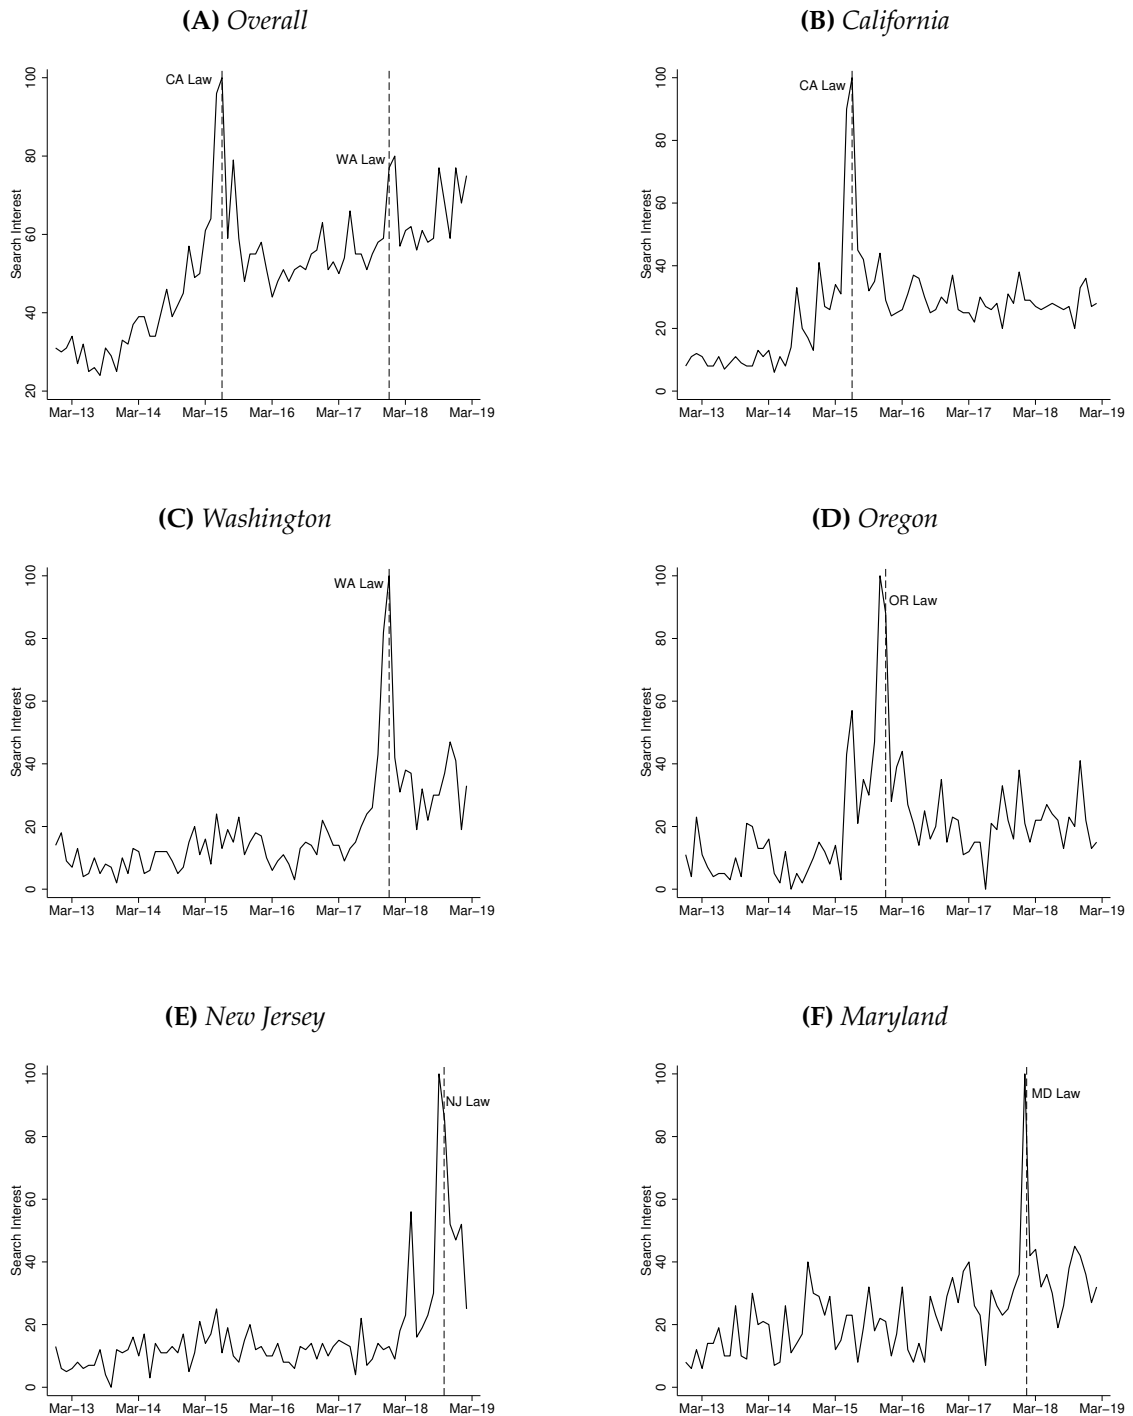 (A) Overall
CA Law
WA Law
Search Interest
20 40 60 80 100
Mar-13 Mar-14 Mar-15 Mar-16 Mar-17 Mar-18 Mar-19
(B) California
CA Law
Search Interest
0 20 40 60 80 100
Mar-13 Mar-14 Mar-15 Mar-16 Mar-17 Mar-18 Mar-19
(C) Washington
WA Law
Search Interest
0 20 40 60 80 100
Mar-13 Mar-14 Mar-15 Mar-16 Mar-17 Mar-18 Mar-19
(D) Oregon
OR Law
Search Interest
0 20 40 60 80 100
Mar-13 Mar-14 Mar-15 Mar-16 Mar-17 Mar-18 Mar-19
(E) New Jersey
NJ Law
Search Interest
0 20 40 60 80 100
Mar-13 Mar-14 Mar-15 Mar-16 Mar-17 Mar-18 Mar-19
(F) Maryland
MD Law
Search Interest
0 20 40 60 80 100
Mar-13 Mar-14 Mar-15 Mar-16 Mar-17 Mar-18 Mar-19